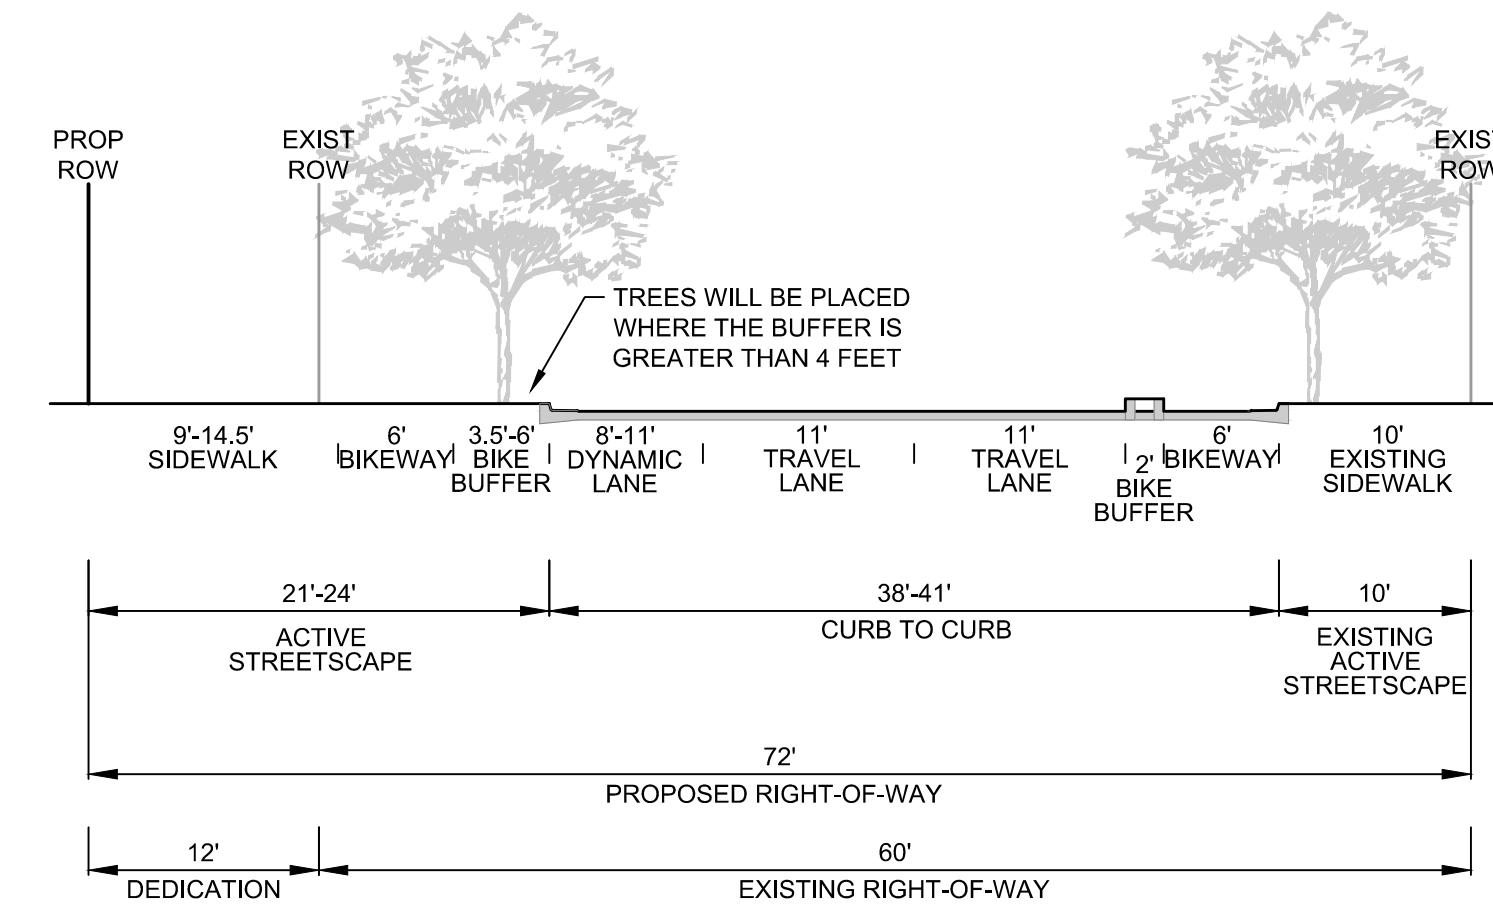 PROP
ROW
EXIST
ROW
EXIST
ROW
TREES WILL BE PLACED
WHERE THE BUFFER IS
GREATER THAN 4 FEET
9'-14.5'
SIDEWALK
6'
BIKEWAY
3.5'-6'
BIKE
BUFFER
8'-11'
DYNAMIC
LANE
11'
TRAVEL
LANE
11'
TRAVEL
LANE
2'
BIKE
BUFFER
6'
BIKEWAY
10'
EXISTING
SIDEWALK
21'-24'
ACTIVE
STREETSCAPE
38'-41'
CURB TO CURB
10'
EXISTING
ACTIVE
STREETSCAPE
72'
PROPOSED RIGHT-OF-WAY
12'
DEDICATION
60'
EXISTING RIGHT-OF-WAY